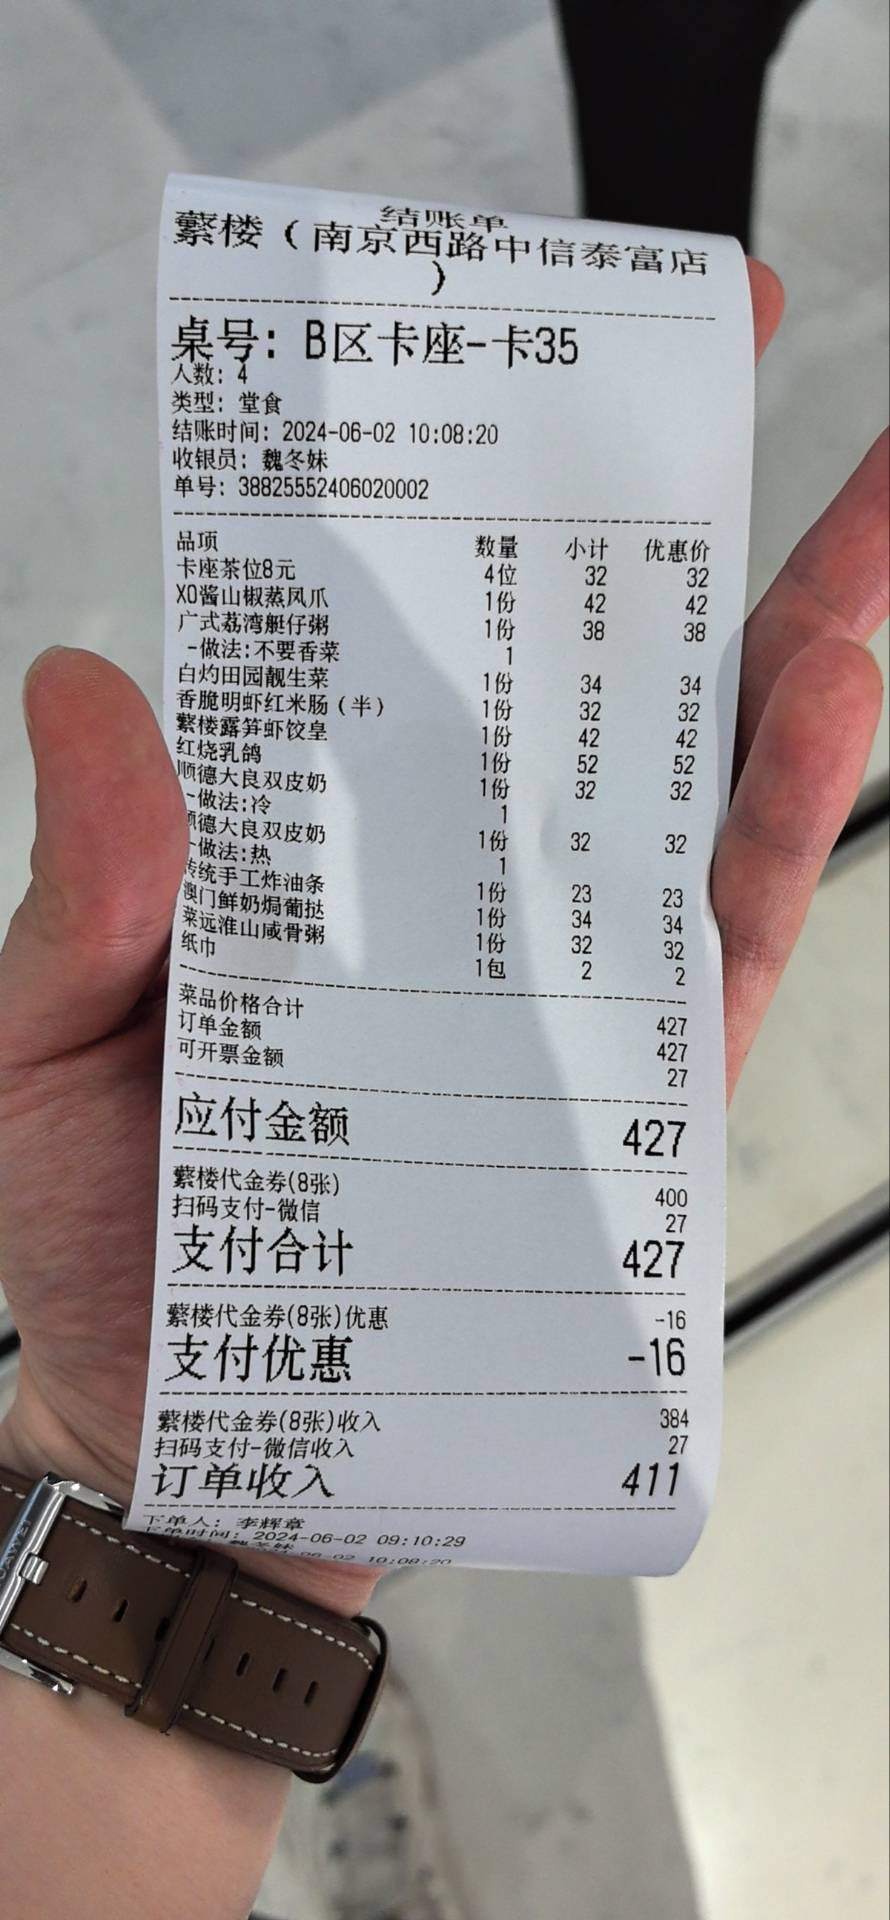 结账单
蘩楼（南京西路中信泰富店
）
桌号: B区卡座-卡35
人数: 4
类型: 堂食
结账时间: 2024-06-02 10:08:20
收银员: 魏冬妹
单号: 38825552406020002
品项 数量 小计 优惠价
卡座茶位8元 4位 32 32
XO酱山椒蒸凤爪 1份 42 42
广式荔湾艇仔粥 1份 38 38
-做法:不要香菜 1
白灼田园靓生菜 1份 34 34
香脆明虾红米肠（半） 1份 32 32
蘩楼露笋虾饺皇 1份 42 42
红烧乳鸽 1份 52 52
顺德大良双皮奶 1份 32 32
-做法:冷 1
顺德大良双皮奶 1份 32 32
-做法:热 1
传统手工炸油条 1份 23 23
澳门鲜奶焗葡挞 1份 34 34
菜远淮山咸骨粥 1份 32 32
纸巾 1包 2 2
菜品价格合计 427
订单金额 427
可开票金额 27
应付金额 427
蘩楼代金券(8张) 400
扫码支付-微信 27
支付合计 427
蘩楼代金券(8张)优惠 -16
支付优惠 -16
蘩楼代金券(8张)收入 384
扫码支付-微信收入 27
订单收入 411
下单人: 李辉章
下单时间: 2024-06-02 09:10:29
魏冬妹
06-02 10:08:20